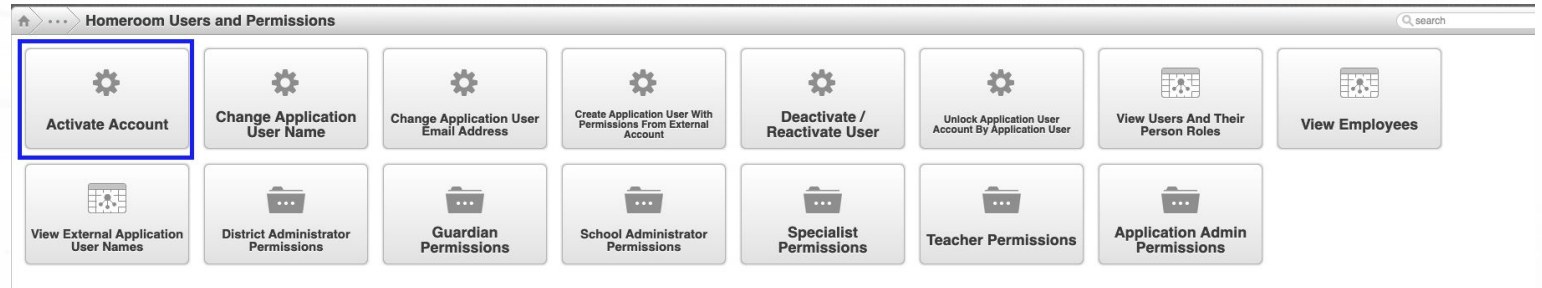 Homeroom Users and Permissions
search
Activate Account
Change Application
User Name
Change Application User
Email Address
Create Application User With
Permissions From External
Account
Deactivate /
Reactivate User
Unlock Application User
Account By Application User
View Users And Their
Person Roles
View Employees
View External Application
User Names
District Administrator
Permissions
Guardian
Permissions
School Administrator
Permissions
Specialist
Permissions
Teacher Permissions
Application Admin
Permissions